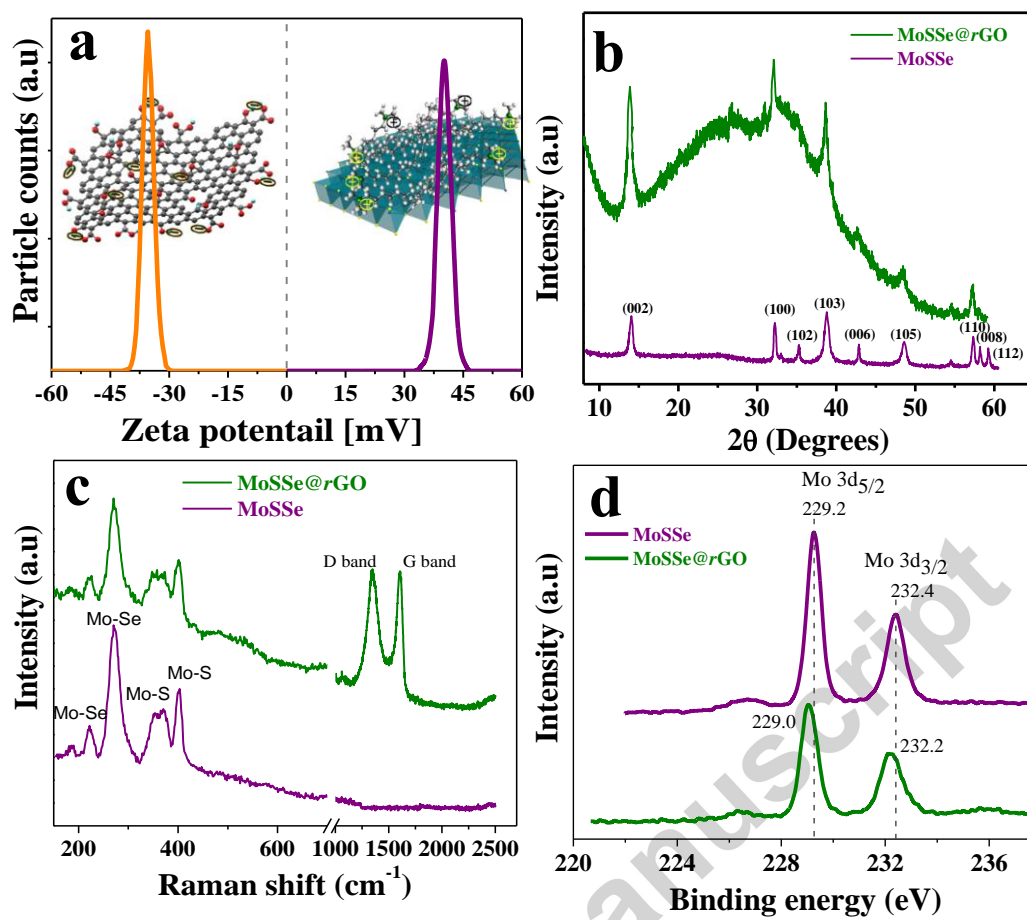 a
Particle counts (a.u)
-60 -45 -30 -15 0 15 30 45 60
Zeta potentail [mV]
b
MoSSe@rGO
MoSSe
Intensity (a.u)
(002)
(100)
(102)
(103)
(006)
(105)
(110)
(008)
(112)
10 20 30 40 50 60
2θ (Degrees)
c
MoSSe@rGO
MoSSe
Intensity (a.u)
D band
G band
Mo-Se
Mo-Se
Mo-S
Mo-S
200 400 600 1000 1500 2000 2500
Raman shift (cm-1)
d
Mo 3d5/2
229.2
MoSSe
MoSSe@rGO
Mo 3d3/2
232.4
Intensity (a.u)
229.0
232.2
220 224 228 232 236
Binding energy (eV)
anuscript